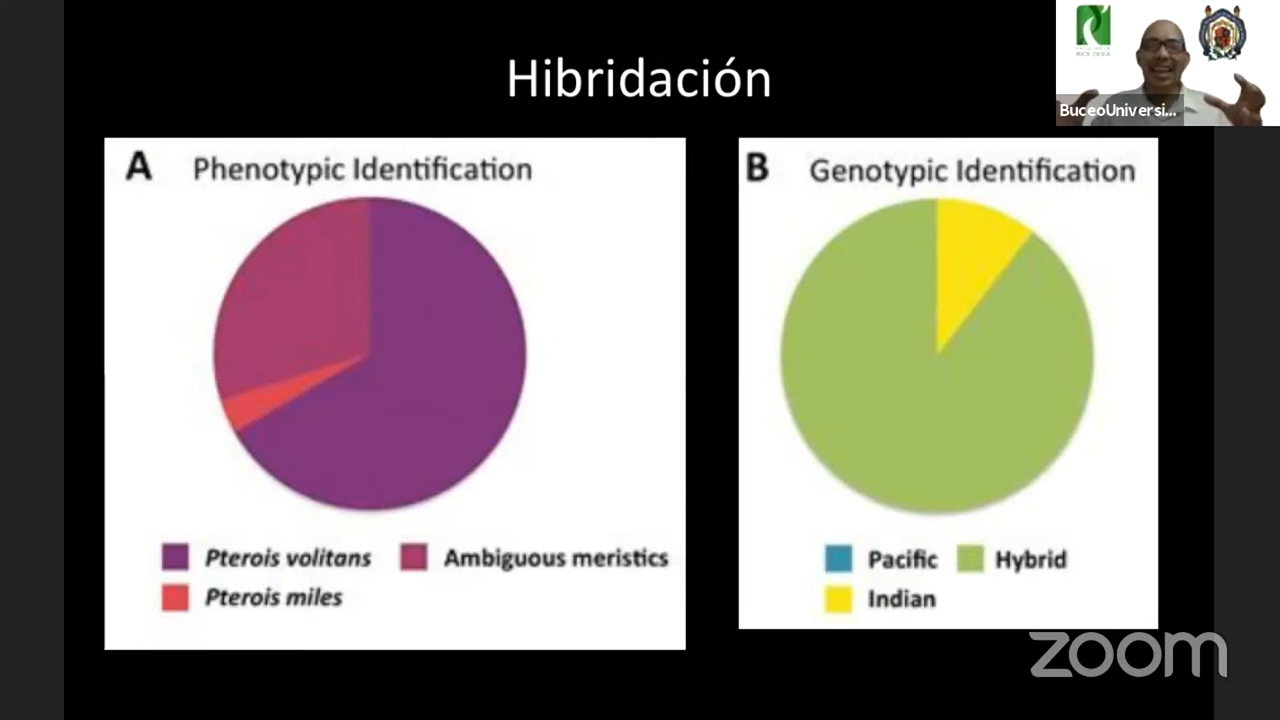 Hibridación
BuceoUniversi...
A Phenotypic Identification
B Genotypic Identification
Pterois volitans Ambiguous meristics
Pterois miles
Pacific Hybrid
Indian
zoom